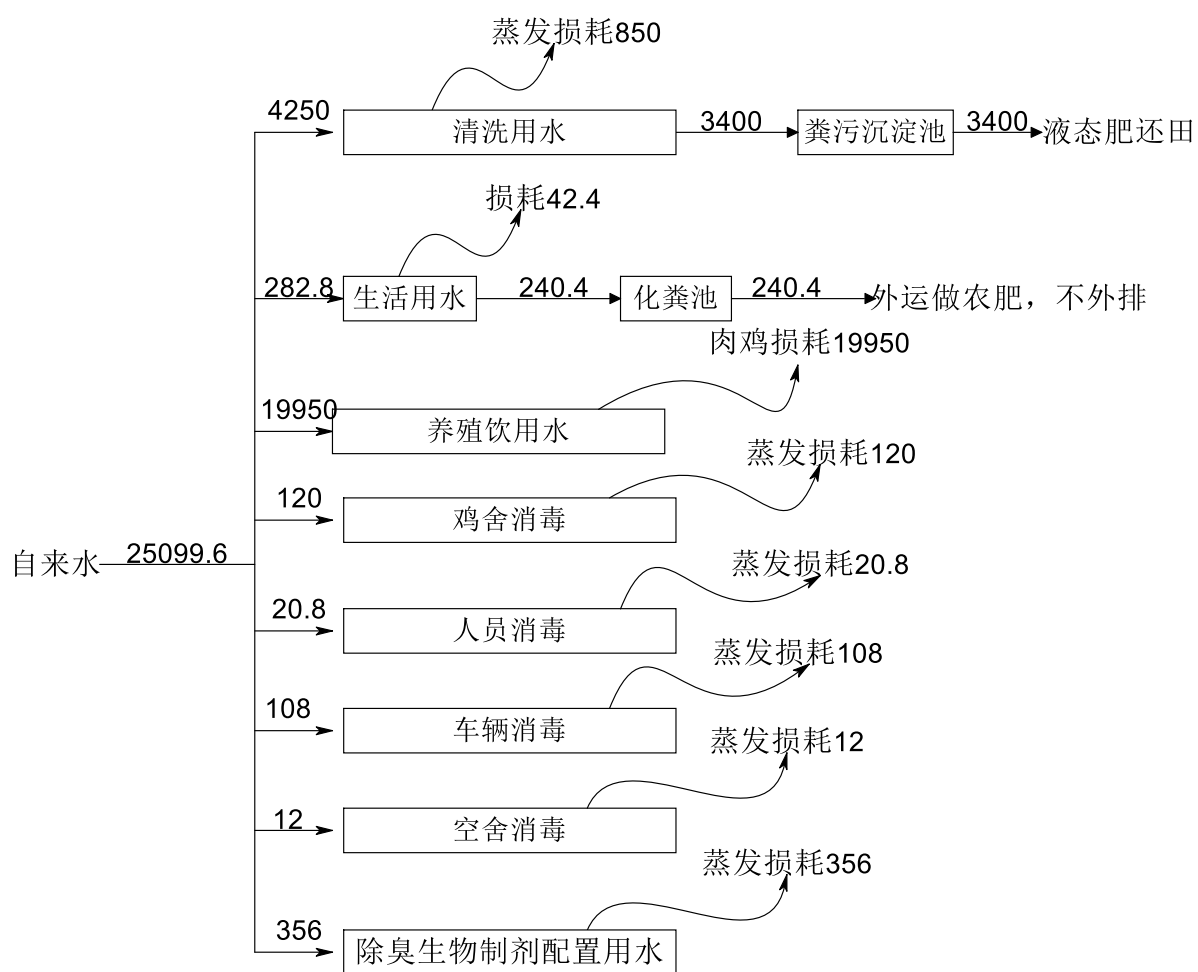 蒸发损耗850
4250
清洗用水
3400
粪污沉淀池
3400
液态肥还田
损耗42.4
282.8
生活用水
240.4
化粪池
240.4
外运做农肥，不外排
肉鸡损耗19950
19950
养殖饮用水
蒸发损耗120
120
鸡舍消毒
自来水
25099.6
蒸发损耗20.8
20.8
人员消毒
蒸发损耗108
108
车辆消毒
蒸发损耗12
12
空舍消毒
蒸发损耗356
356
除臭生物制剂配置用水